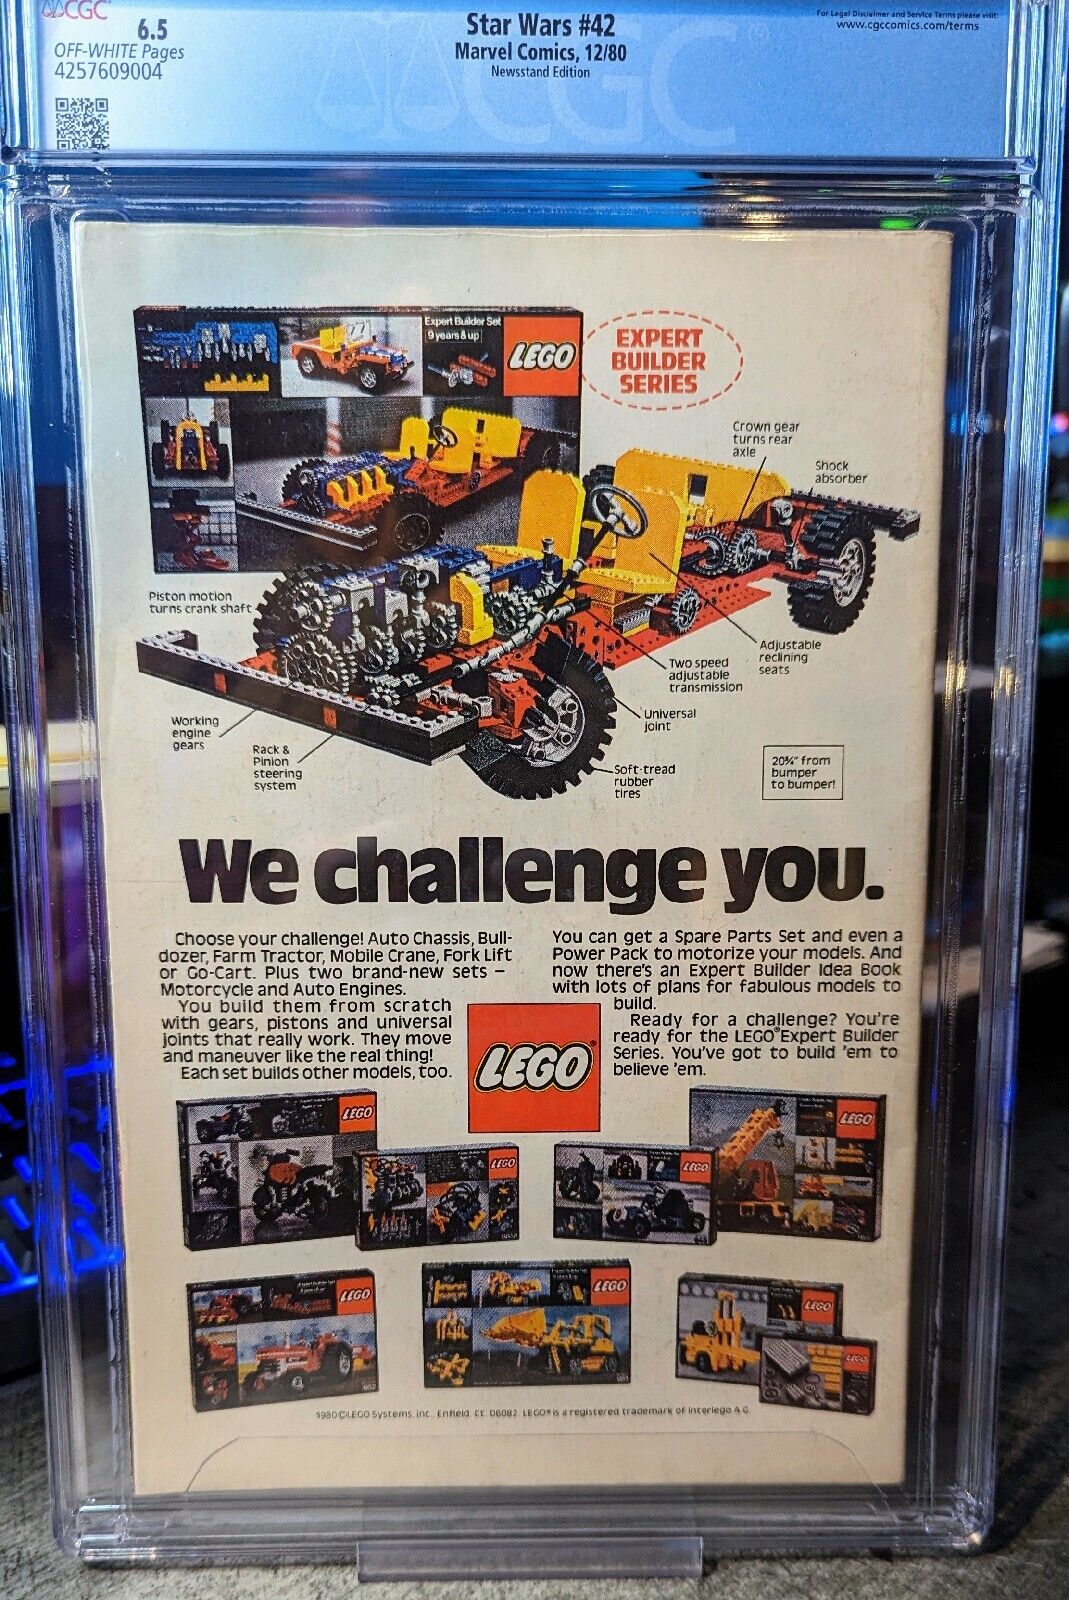 CGC
6.5
OFF-WHITE Pages
4257609004
Star Wars #42
Marvel Comics, 12/80
Newsstand Edition
For Legal Disclaimer and Service Terms please visit:
www.cgccomics.com/terms
CGC
Expert Builder Set
9 years & up
LEGO
EXPERT
BUILDER
SERIES
Crown gear
turns rear
axle
Shock
absorber
Piston motion
turns crank shaft
Adjustable
reclining
seats
Two speed
adjustable
transmission
Universal
joint
Working
engine
gears
Rack &
Pinion
steering
system
Soft-tread
rubber
tires
20¾" from
bumper
to bumper!
We challenge you.
Choose your challenge! Auto Chassis, Bull-
dozer, Farm Tractor, Mobile Crane, Fork Lift
or Go-Cart. Plus two brand-new sets –
Motorcycle and Auto Engines.
You build them from scratch
with gears, pistons and universal
joints that really work. They move
and maneuver like the real thing!
Each set builds other models, too.
You can get a Spare Parts Set and even a
Power Pack to motorize your models. And
now there's an Expert Builder Idea Book
with lots of plans for fabulous models to
build.
Ready for a challenge? You're
ready for the LEGO® Expert Builder
Series. You've got to build 'em to
believe 'em.
LEGO®
LEGO
LEGO
LEGO
LEGO
LEGO
LEGO
LEGO
LEGO
1980 © LEGO Systems, Inc., Enfield, Ct. 06082 LEGO® is a registered trademark of Interlego A.G.